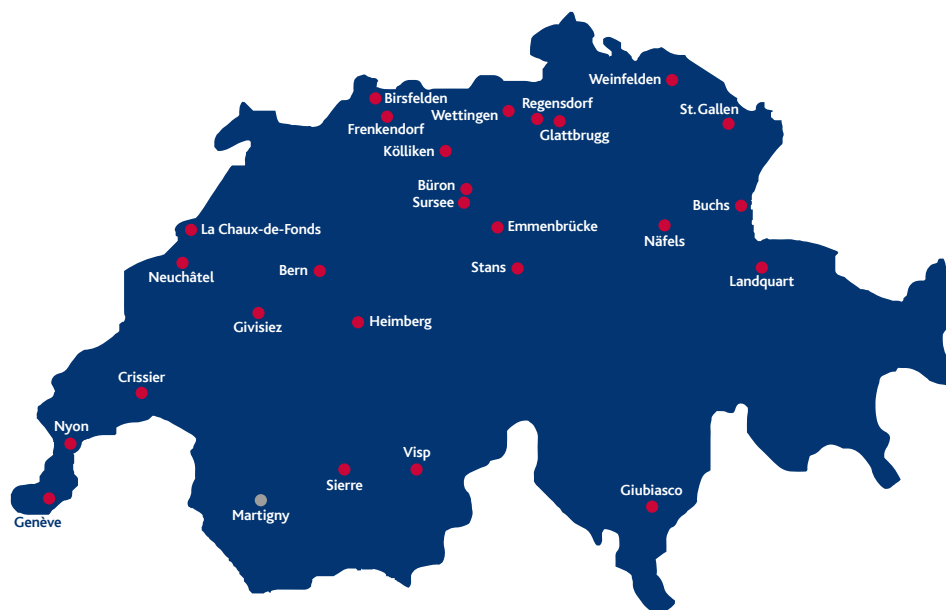 Weinfelden
Birsfelden
Regensdorf
St. Gallen
Wettingen
Frenkendorf
Glattbrugg
Kölliken
Büron
Sursee
Buchs
La Chaux-de-Fonds
Emmenbrücke
Näfels
Neuchâtel
Bern
Stans
Landquart
Givisiez
Heimberg
Crissier
Nyon
Visp
Sierre
Giubiasco
Martigny
Genève